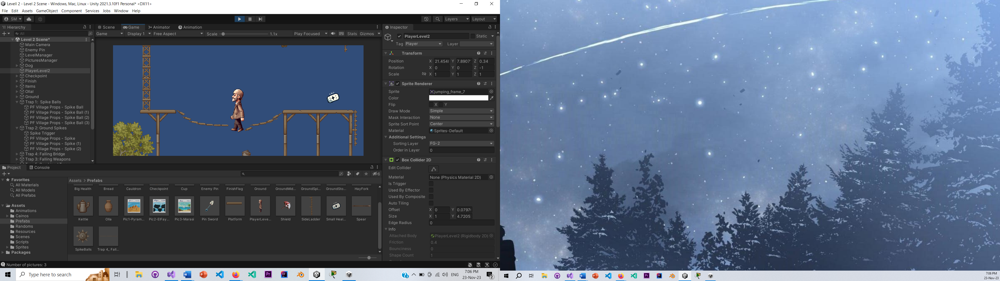 Levell 2 - Level 2 Scene - Windows, Mac, Linux - Unity 2021.3.10f1 Personal* <DX11>
File Edit Assets GameObject Component Services Jobs Window Help
SM
Layers Layout
Hierarchy
All
Level 2 Scene*
Main Camera
Enemy Pin
LevelManager
PicturesManager
Dog
PlayerLevel2
Checkpoint
Finish
Items
Ollal
Ground
Trap 1: Spike Balls
PF Village Props - Spike Ball
PF Village Props - Spike Ball (1)
PF Village Props - Spike Ball (2)
PF Village Props - Spike Ball (3)
Trap 2: Ground Spikes
Spike Trigger
PF Village Props - Spike
PF Village Props - Spike (1)
PF Village Props - Spike (2)
Trap 4: Falling Bridge
Trap 3: Falling Weapons
Scene Game Animator Animation
Game Display 1 Free Aspect Scale 1.1x Play Focused Stats Gizmos
Inspector
PlayerLevel2 Static
Tag Player Layer
Transform
Position X 21.454 Y 7.8907 Z 0.34
Rotation X 0 Y 0 Z -1
Scale X 1 Y 1 Z 1
Sprite Renderer
Sprite jumping_frame_7
Color
Flip X Y
Draw Mode Simple
Mask Interaction None
Sprite Sort Point Center
Material Sprites-Default
Additional Settings
Sorting Layer FG-2
Order in Layer 0
Box Collider 2D
Edit Collider
Material None (Physics Material 2D)
Is Trigger
Used By Effector
Used By Composite
Auto Tiling
Offset X 0 Y 0.0797
Size X 1 Y 4.7205
Edge Radius 0
Info
Attached Body PlayerLevel2 (Rigidbody 2D)
Friction 0.4
Bounciness 0
Shape Count 1
Project Console
6
Favorites
All Materials
All Models
All Prefabs
Assets
Animations
Cainos
Prefabs
Randoms
Resources
Scenes
Scripts
Sprites
Packages
Assets > Prefabs
Big Health Bread Cauldron Checkpoint Cup Enemy Pin FinishFlag Ground GroundMid... GroundSpi... GroundSto... HayFork
Kettle Olla Pic1-Pyram... Pic2-ElFay... Pic3-Marasi Pin Sword Platform PlayerLeve... Shield SideLadder Small Heal... Spear
SpikeBalls Trap 4_ Fall...
Number of pictures: 3
Type here to search
ENG
7:06 PM
23-Nov-23
2
7:06 PM
23-Nov-23